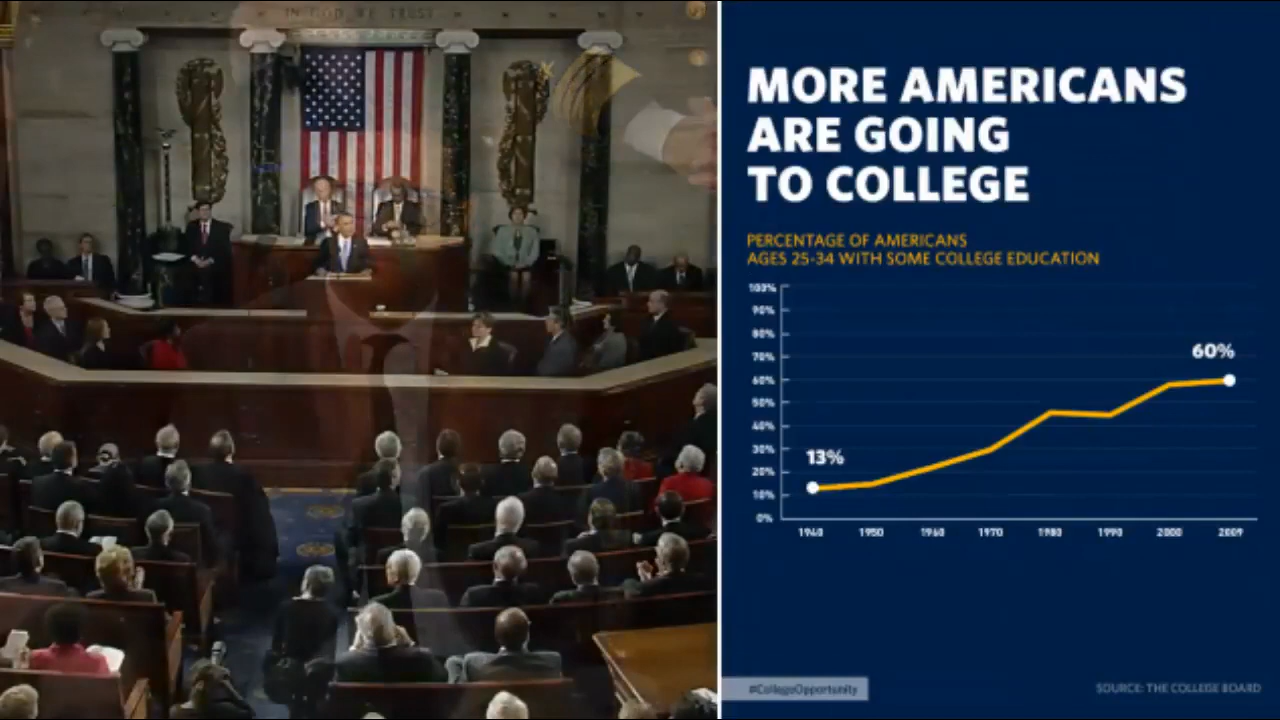 IN GOD WE TRUST
MORE AMERICANS
ARE GOING
TO COLLEGE
PERCENTAGE OF AMERICANS
AGES 25-34 WITH SOME COLLEGE EDUCATION
100%
90%
80%
70%
60%
50%
40%
30%
20%
10%
0%
13%
60%
1940 1950 1960 1970 1980 1990 2000 2009
#CollegeOpportunity
SOURCE: THE COLLEGE BOARD